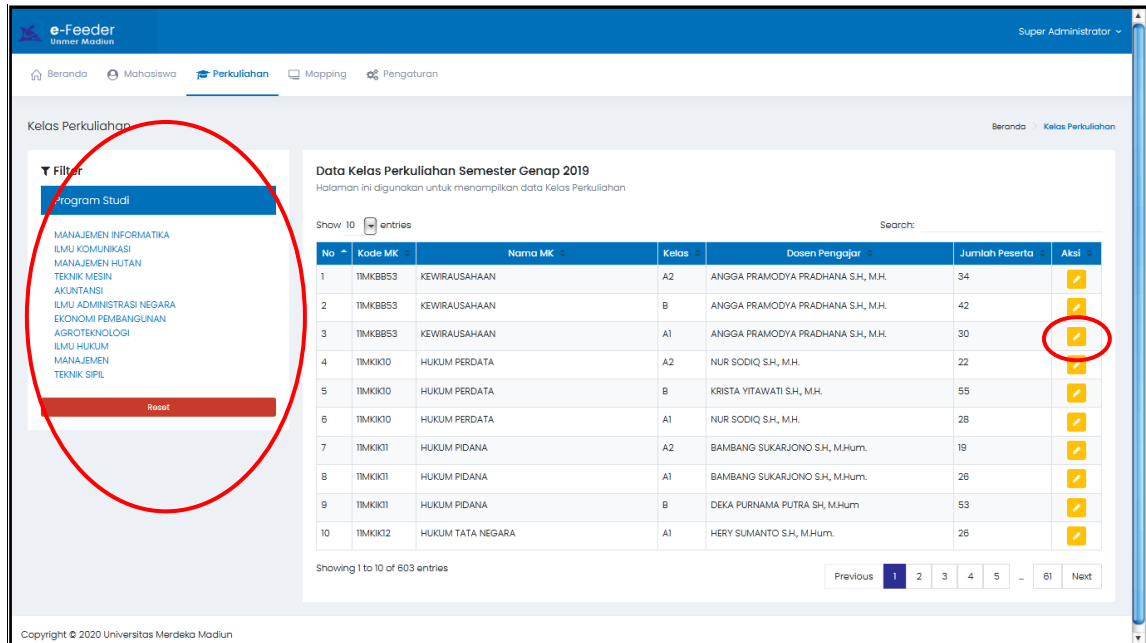 e-Feeder
Unmer Madiun
Super Administrator
Beranda Mahasiswa Perkuliahan Mapping Pengaturan
Kelas Perkuliahan
Beranda Kelas Perkuliahan
Filter
Program Studi
MANAJEMEN INFORMATIKA
ILMU KOMUNIKASI
MANAJEMEN HUTAN
TEKNIK MESIN
AKUNTANSI
ILMU ADMINISTRASI NEGARA
EKONOMI PEMBANGUNAN
AGROTEKNOLOGI
ILMU HUKUM
MANAJEMEN
TEKNIK SIPIL
Reset
Data Kelas Perkuliahan Semester Genap 2019
Halaman ini digunakan untuk menampilkan data Kelas Perkuliahan
Show 10 entries Search:
No Kode MK Nama MK Kelas Dosen Pengajar Jumlah Peserta Aksi
1 11MKBB53 KEWIRAUSAHAAN A2 ANGGA PRAMODYA PRADHANA S.H., M.H. 34
2 11MKBB53 KEWIRAUSAHAAN B ANGGA PRAMODYA PRADHANA S.H., M.H. 42
3 11MKBB53 KEWIRAUSAHAAN A1 ANGGA PRAMODYA PRADHANA S.H., M.H. 30
4 11MKIK10 HUKUM PERDATA A2 NUR SODIQ S.H., M.H. 22
5 11MKIK10 HUKUM PERDATA B KRISTA YITAWATI S.H., M.H. 55
6 11MKIK10 HUKUM PERDATA A1 NUR SODIQ S.H., M.H. 28
7 11MKIK11 HUKUM PIDANA A2 BAMBANG SUKARJONO S.H., M.Hum. 19
8 11MKIK11 HUKUM PIDANA A1 BAMBANG SUKARJONO S.H., M.Hum. 26
9 11MKIK11 HUKUM PIDANA B DEKA PURNAMA PUTRA SH, M.Hum 53
10 11MKIK12 HUKUM TATA NEGARA A1 HERY SUMANTO S.H., M.Hum. 26
Showing 1 to 10 of 603 entries
Previous 1 2 3 4 5 … 61 Next
Copyright © 2020 Universitas Merdeka Madiun